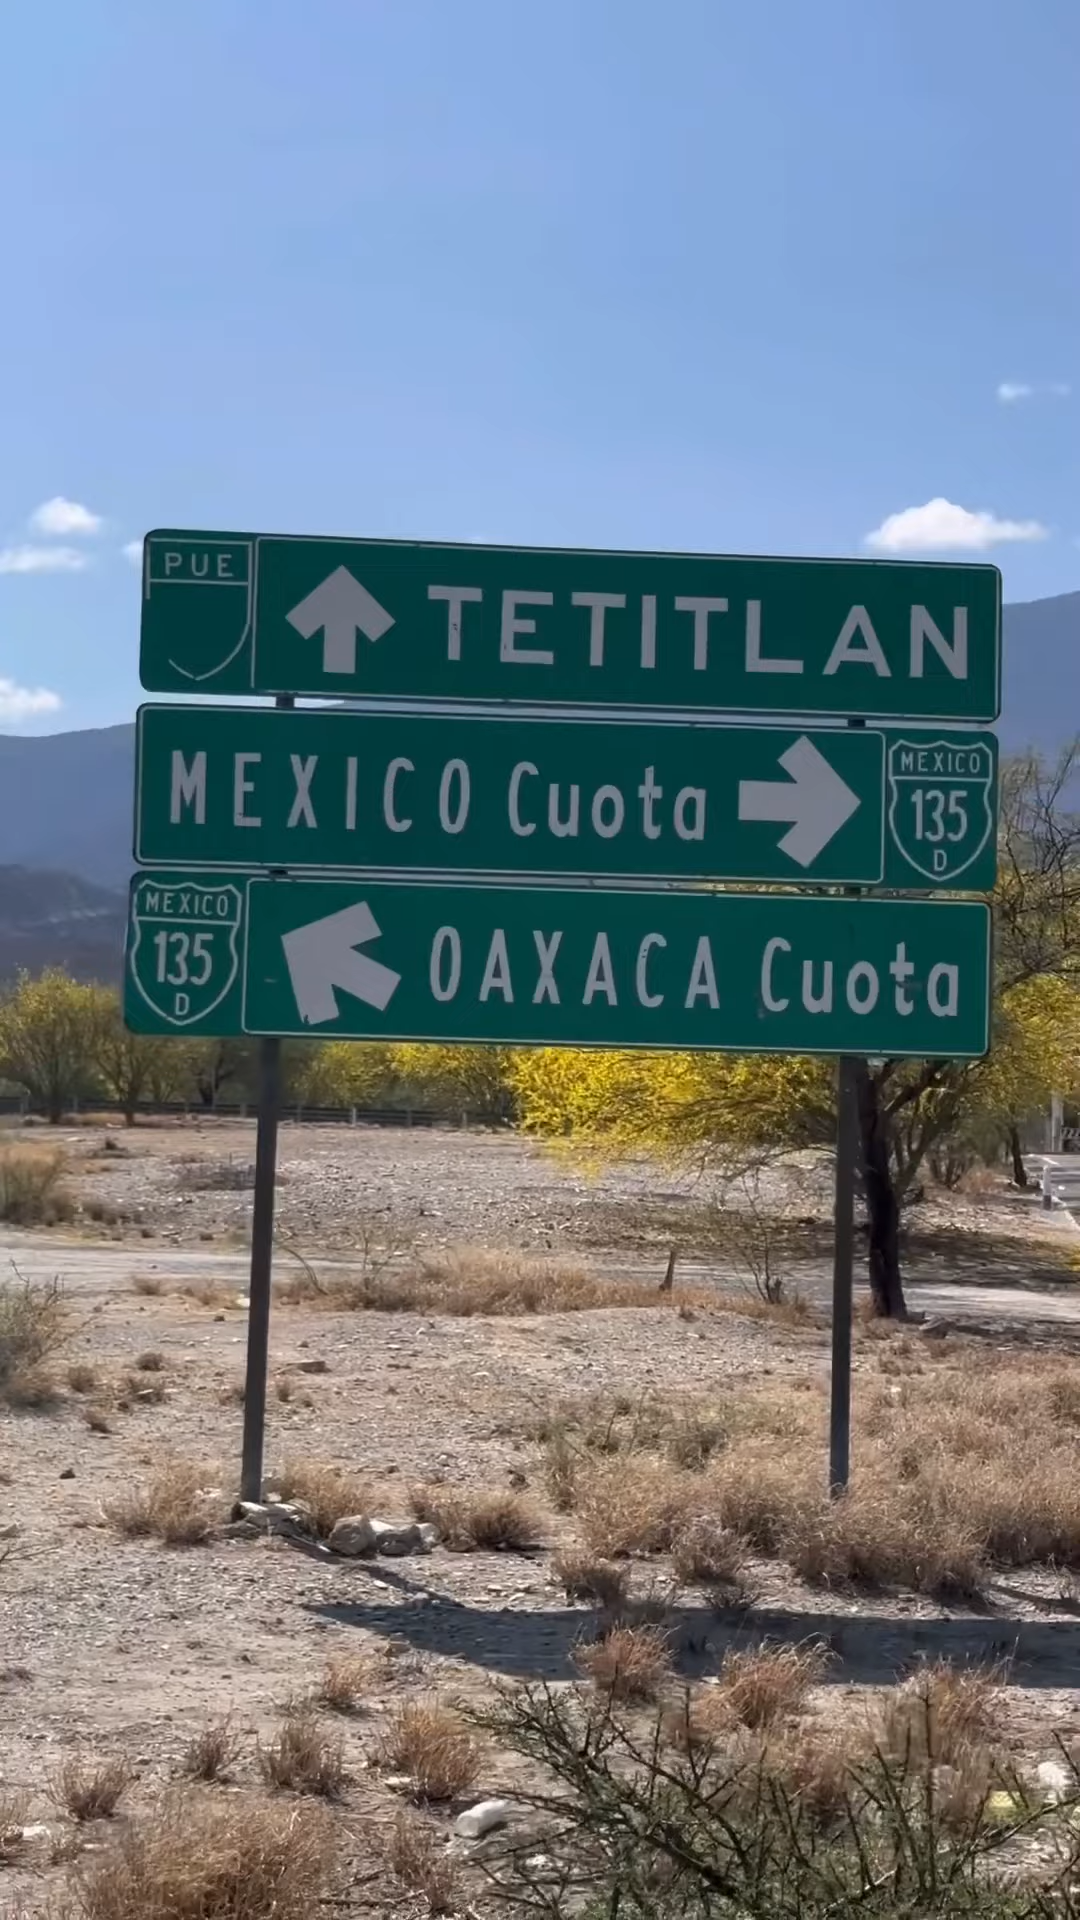 PUE
TETITLAN
MEXICO Cuota
MEXICO
135
D
MEXICO
135
D
OAXACA Cuota